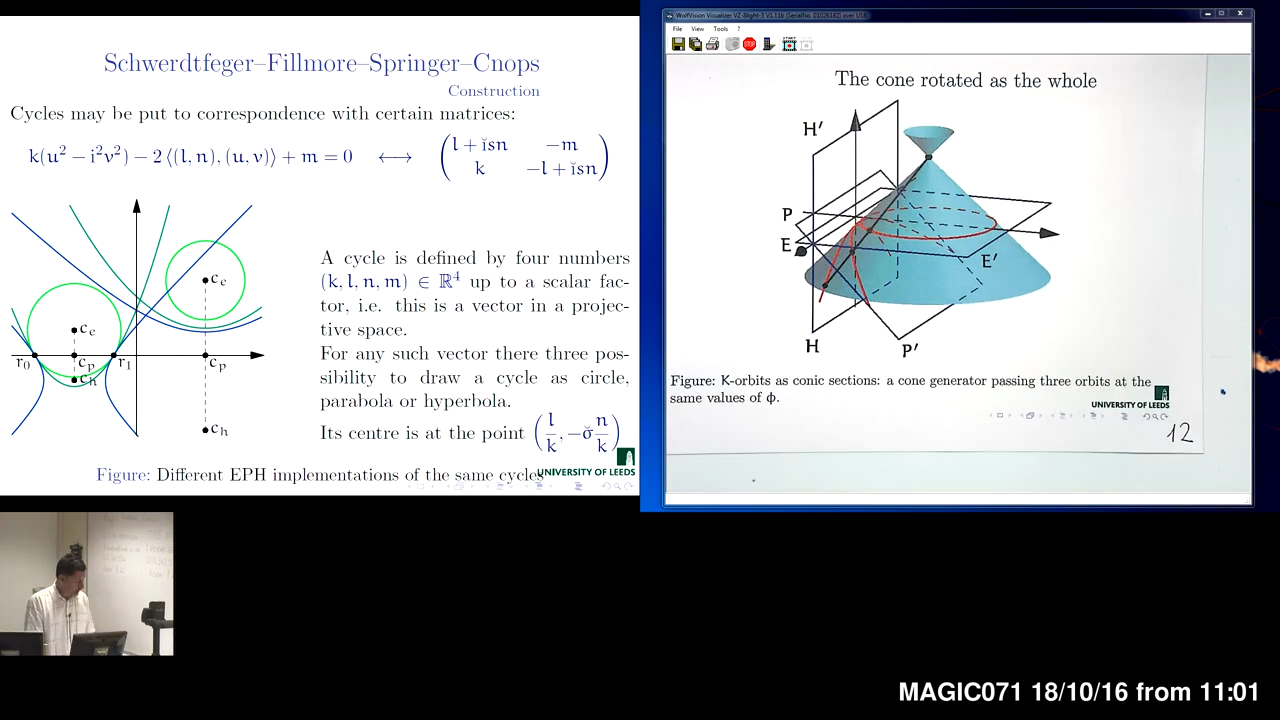 Schwerdtfeger–Fillmore–Springer–Cnops
Construction
Cycles may be put to correspondence with certain matrices:
k(u² − i²v²) − 2⟨(l, n), (u, v)⟩ + m = 0 ⟷ ( l + ĭsn −m
k −l + ĭsn )
c_e
c_e
r_0 c_p r_1 c_p
c_h
c_h
A cycle is defined by four numbers
(k, l, n, m) ∈ ℝ⁴ up to a scalar fac-
tor, i.e. this is a vector in a projec-
tive space.
For any such vector there three pos-
sibility to draw a cycle as circle,
parabola or hyperbola.
Its centre is at the point (l/k, −σ̆ n/k)
Figure: Different EPH implementations of the same cycles
UNIVERSITY OF LEEDS
File View Tools ?
The cone rotated as the whole
H′
P
E
E′
H
P′
Figure: K-orbits as conic sections: a cone generator passing three orbits at the
same values of ϕ.
UNIVERSITY OF LEEDS
12
MAGIC071 18/10/16 from 11:01